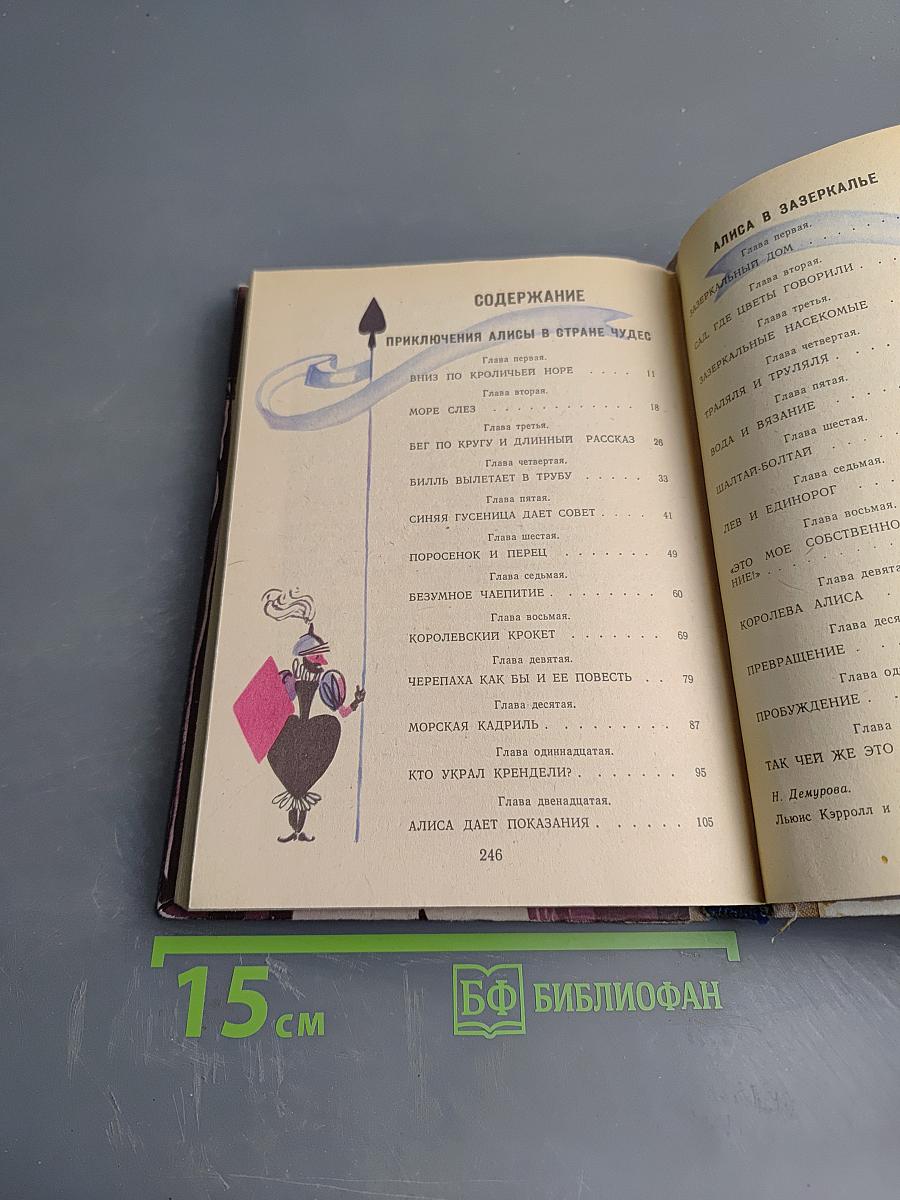 СОДЕРЖАНИЕ
ПРИКЛЮЧЕНИЯ АЛИСЫ В СТРАНЕ ЧУДЕС
Глава первая.
ВНИЗ ПО КРОЛИЧЬЕЙ НОРЕ . . . . 11
Глава вторая.
МОРЕ СЛЕЗ . . . . . . . . . . . 18
Глава третья.
БЕГ ПО КРУГУ И ДЛИННЫЙ РАССКАЗ 26
Глава четвертая.
БИЛЛЬ ВЫЛЕТАЕТ В ТРУБУ . . . . . 33
Глава пятая.
СИНЯЯ ГУСЕНИЦА ДАЕТ СОВЕТ . . . . 41
Глава шестая.
ПОРОСЕНОК И ПЕРЕЦ . . . . . . . 49
Глава седьмая.
БЕЗУМНОЕ ЧАЕПИТИЕ . . . . . . . . 60
Глава восьмая.
КОРОЛЕВСКИЙ КРОКЕТ . . . . . . . 69
Глава девятая.
ЧЕРЕПАХА КАК БЫ И ЕЕ ПОВЕСТЬ . . 79
Глава десятая.
МОРСКАЯ КАДРИЛЬ . . . . . . . . . 87
Глава одиннадцатая.
КТО УКРАЛ КРЕНДЕЛИ? . . . . . . . 95
Глава двенадцатая.
АЛИСА ДАЕТ ПОКАЗАНИЯ . . . . . . 105
246
АЛИСА В ЗАЗЕРКАЛЬЕ
Глава первая.
ЗАЗЕРКАЛЬНЫЙ ДОМ . . . . . .
Глава вторая.
САД, ГДЕ ЦВЕТЫ ГОВОРИЛИ . . .
Глава третья.
ЗАЗЕРКАЛЬНЫЕ НАСЕКОМЫЕ .
Глава четвертая.
ТРАЛЯЛЯ И ТРУЛЯЛЯ . . . .
Глава пятая.
ВОДА И ВЯЗАНИЕ . . . .
Глава шестая.
ШАЛТАЙ-БОЛТАЙ . . . .
Глава седьмая.
ЛЕВ И ЕДИНОРОГ . . . .
Глава восьмая.
«ЭТО МОЕ СОБСТВЕННО
НИЕ!» . . . . . . .
Глава девята
КОРОЛЕВА АЛИСА .
Глава деся
ПРЕВРАЩЕНИЕ . . .
Глава од
ПРОБУЖДЕНИЕ . .
Глава
ТАК ЧЕЙ ЖЕ ЭТО
Н. Демурова.
Льюис Кэрролл и
15 см
БФ БИБЛИОФАН